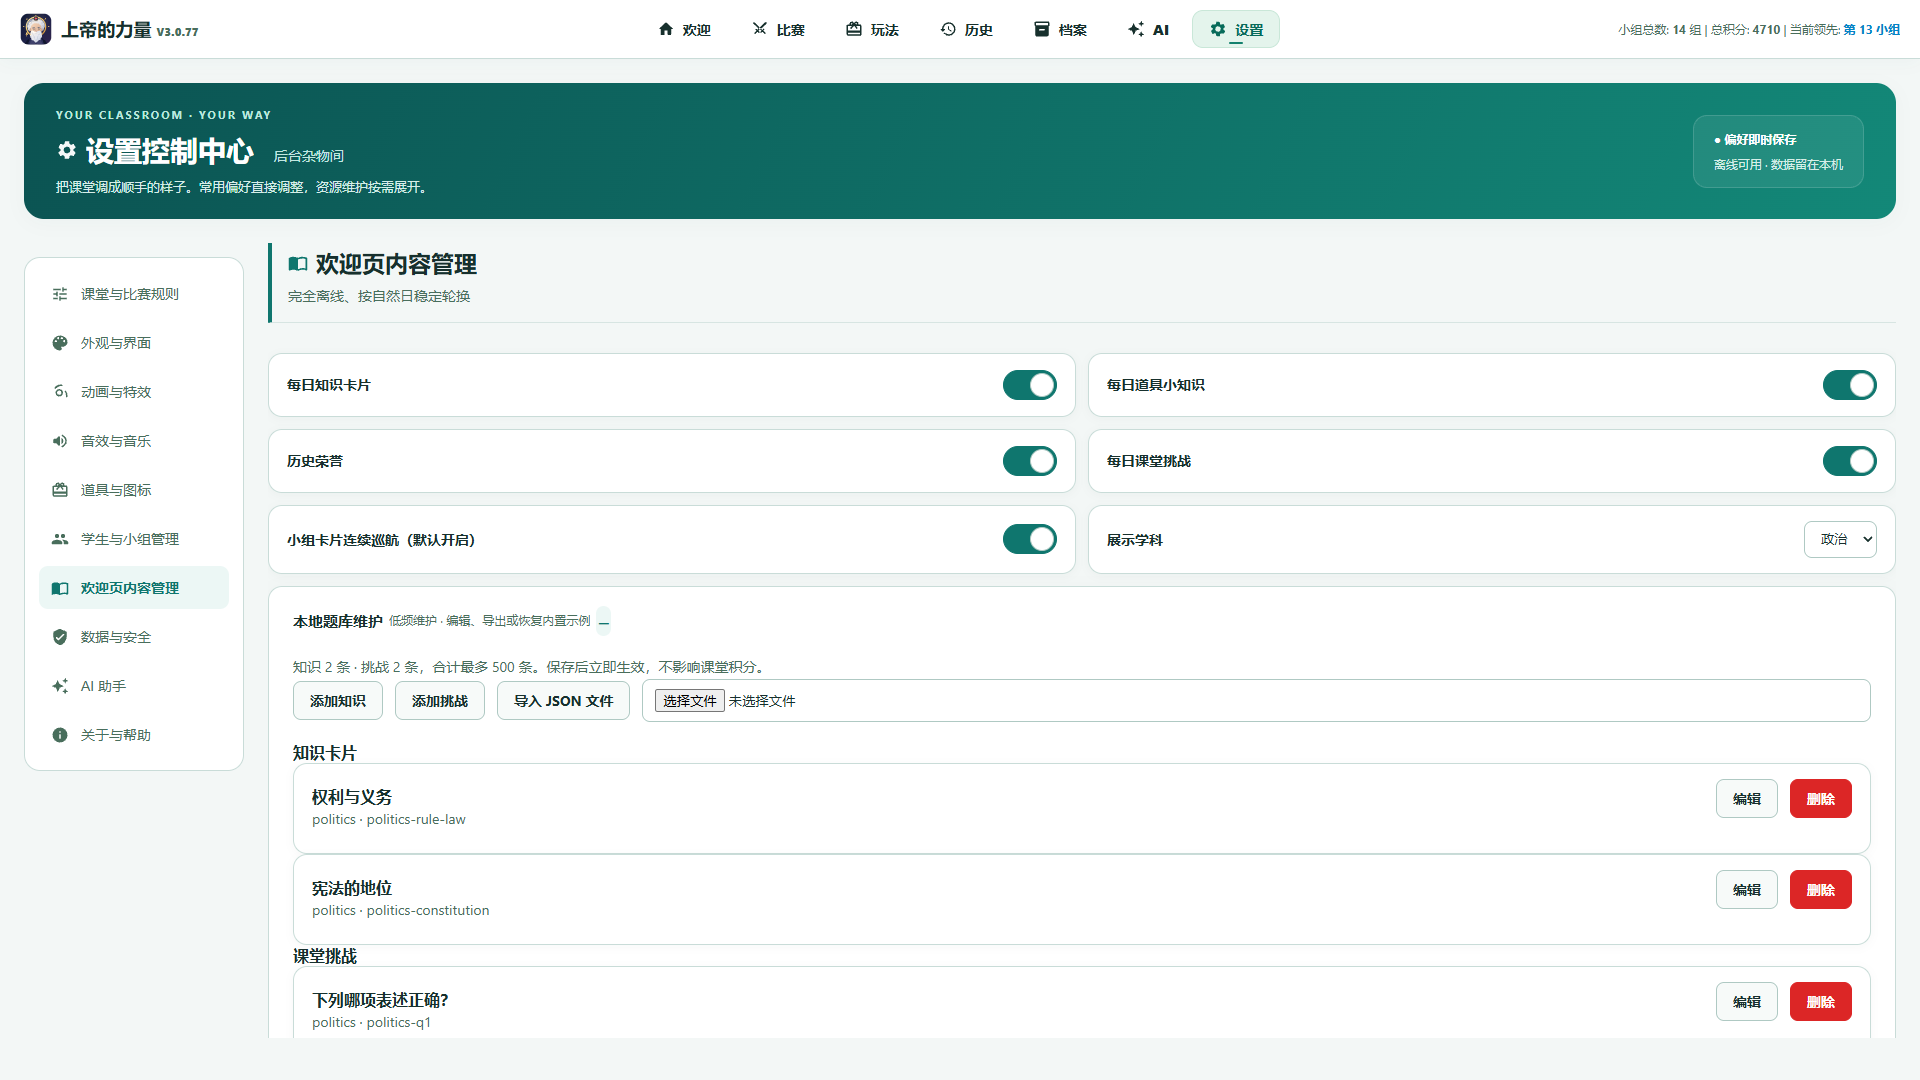 上帝的力量 V3.0.77
欢迎
比赛
玩法
历史
档案
AI
设置
小组总数: 14 组 | 总积分: 4710 | 当前领先: 第 13 小组
YOUR CLASSROOM · YOUR WAY
设置控制中心 后台杂物间
把课堂调成顺手的样子。常用偏好直接调整，资源维护按需展开。
● 偏好即时保存
离线可用 · 数据留在本机
课堂与比赛规则
外观与界面
动画与特效
音效与音乐
道具与图标
学生与小组管理
欢迎页内容管理
数据与安全
AI 助手
关于与帮助
欢迎页内容管理
完全离线、按自然日稳定轮换
每日知识卡片
每日道具小知识
历史荣誉
每日课堂挑战
小组卡片连续巡航（默认开启）
展示学科
政治
本地题库维护 低频维护 · 编辑、导出或恢复内置示例 –
知识 2 条 · 挑战 2 条，合计最多 500 条。保存后立即生效，不影响课堂积分。
添加知识
添加挑战
导入 JSON 文件
选择文件 未选择文件
知识卡片
权利与义务
politics · politics-rule-law
编辑
删除
宪法的地位
politics · politics-constitution
编辑
删除
课堂挑战
下列哪项表述正确？
politics · politics-q1
编辑
删除